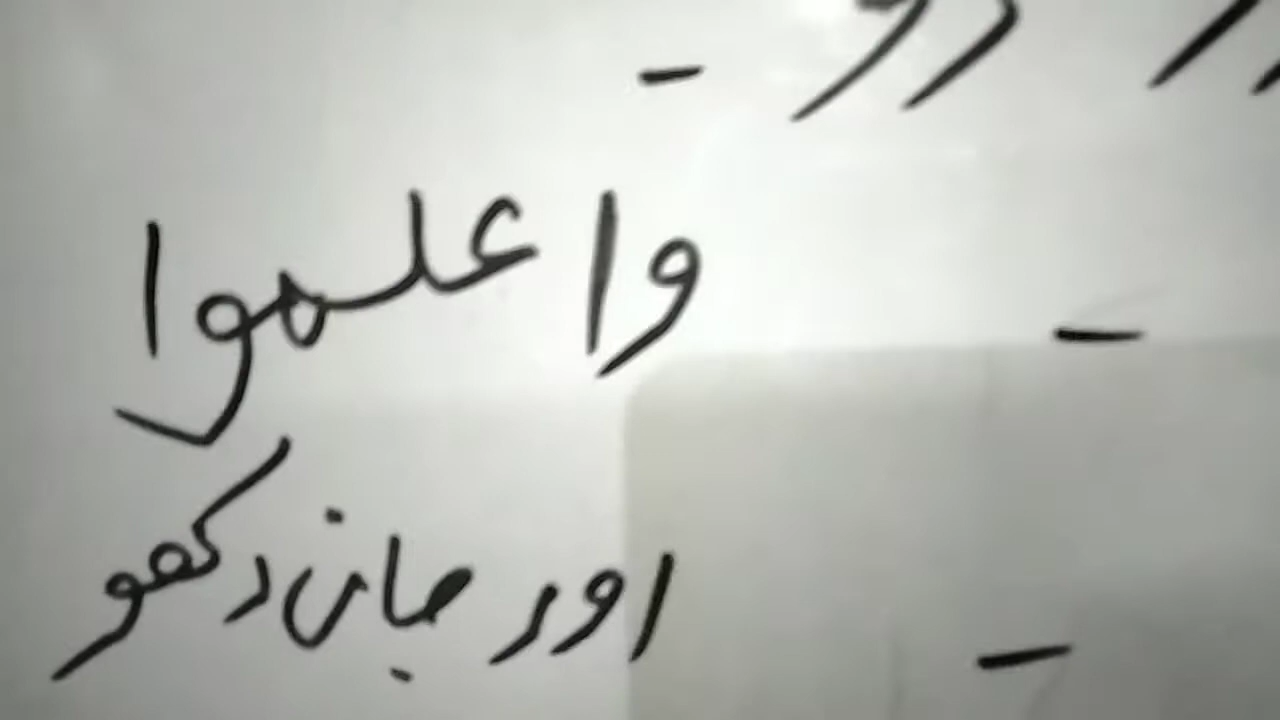 واعلموا
اور جان رکھو